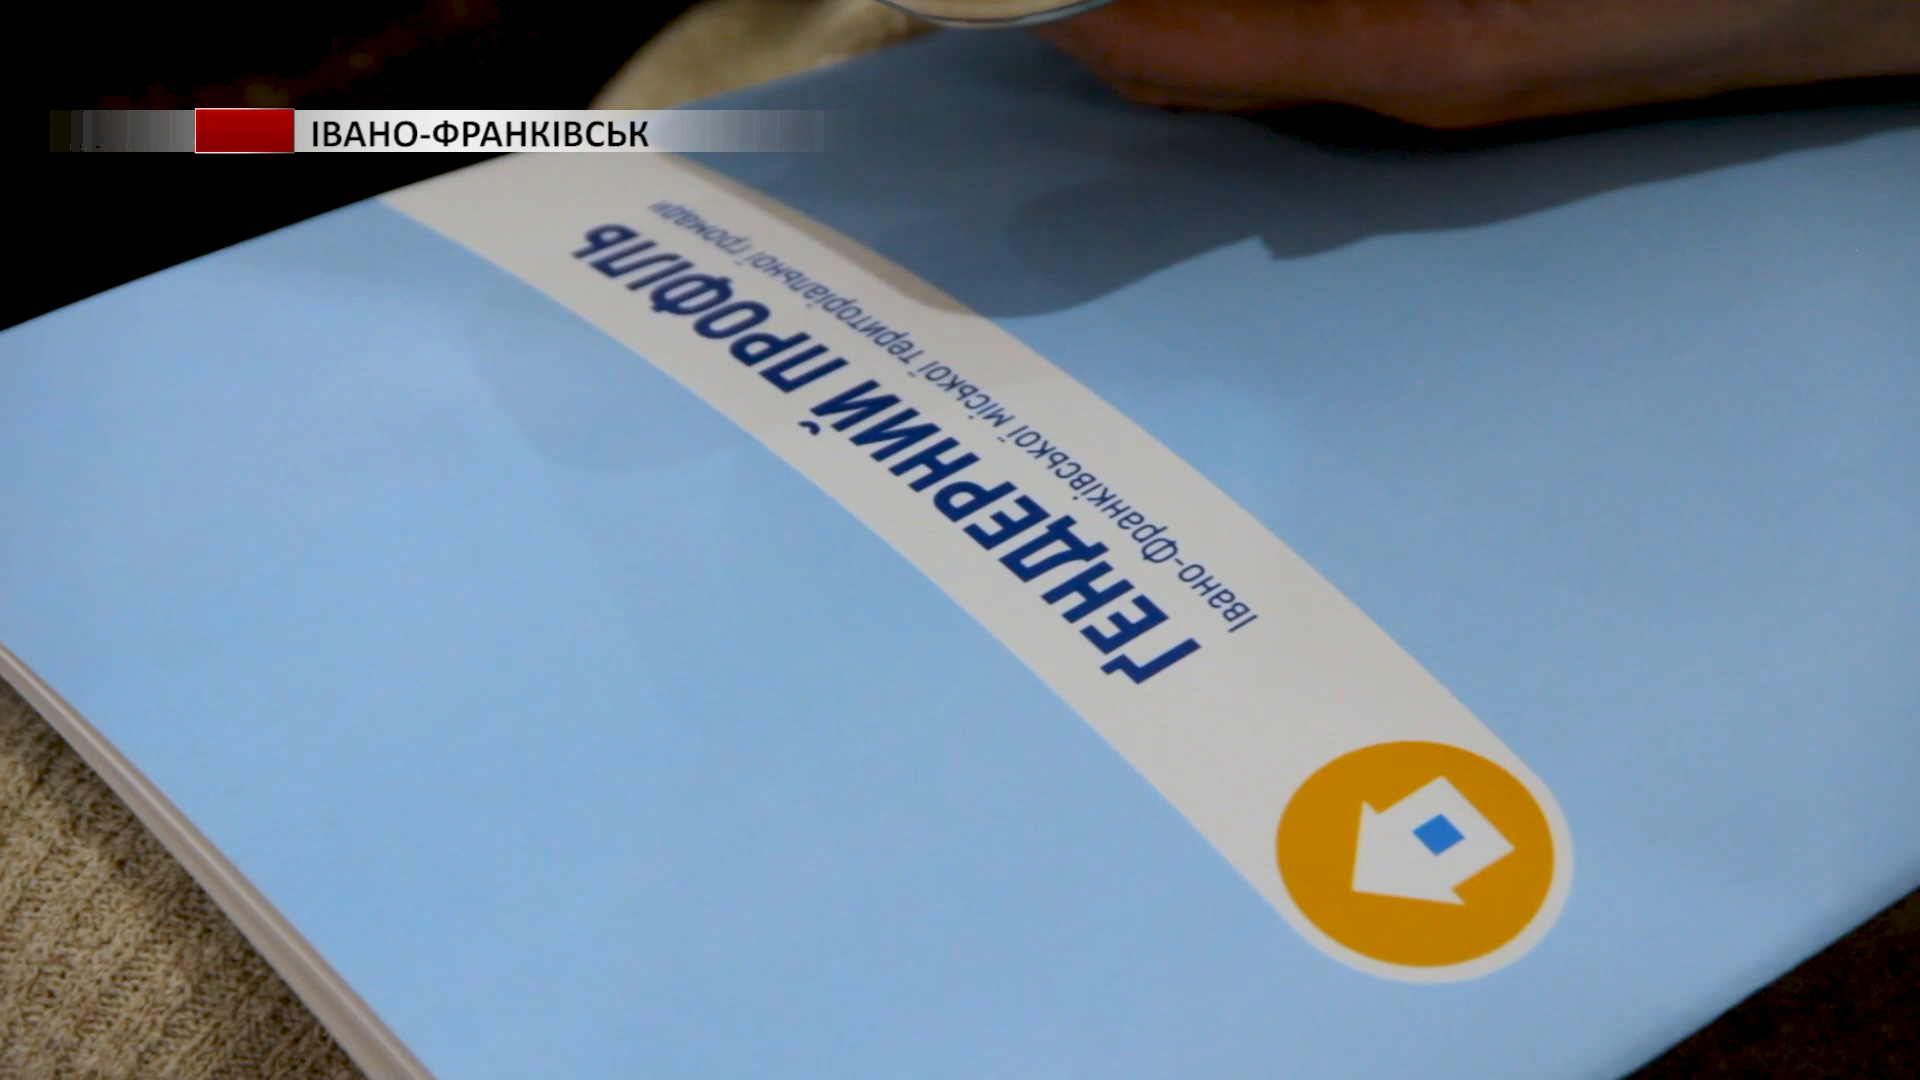 ІВАНО-ФРАНКІВСЬК
ҐЕНДЕРНИЙ ПРОФІЛЬ
Івано-Франківської міської територіальної громади